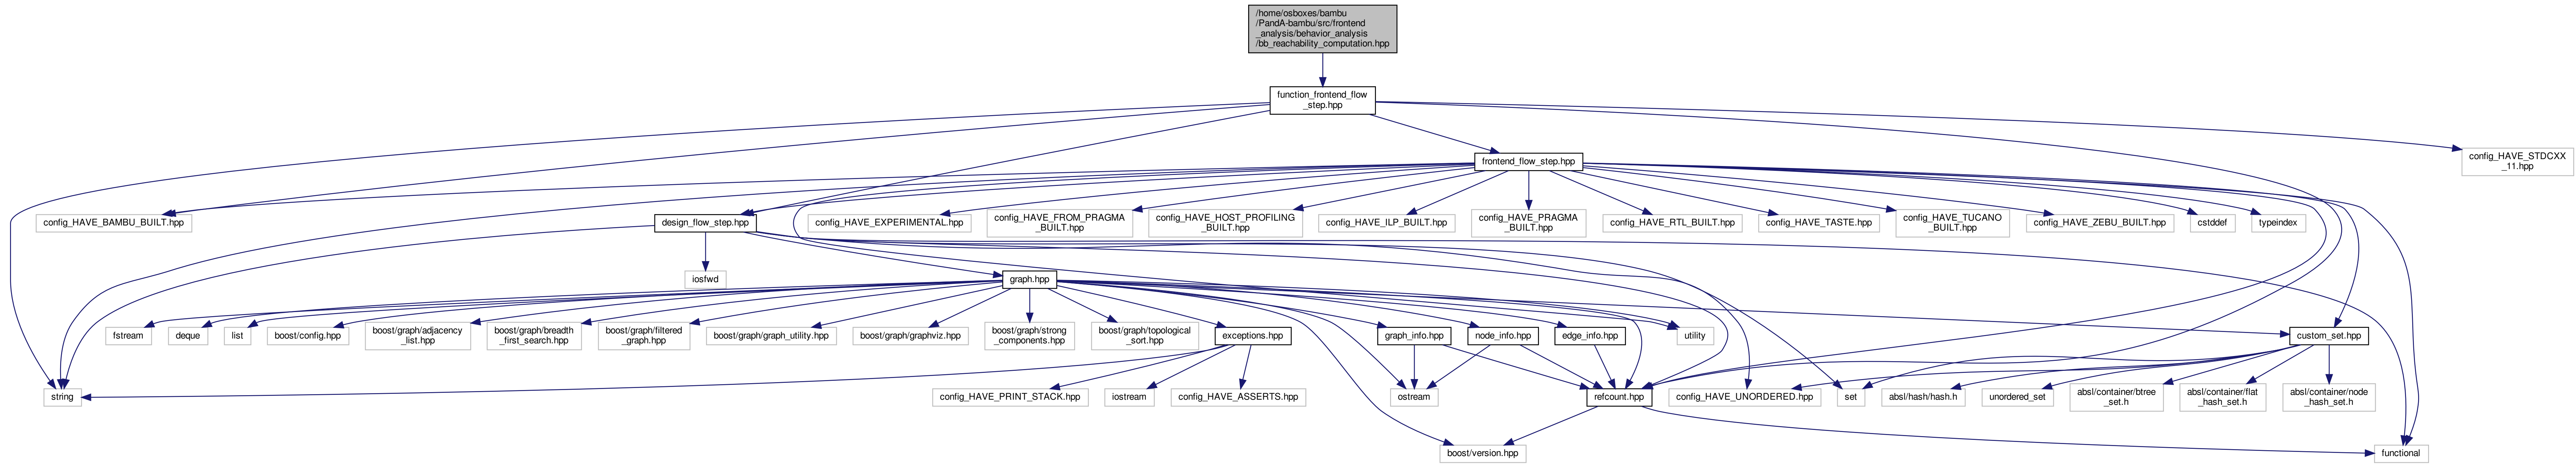 /home/osboxes/bambu
/PandA-bambu/src/frontend
_analysis/behavior_analysis
/bb_reachability_computation.hpp
function_frontend_flow
_step.hpp
frontend_flow_step.hpp
config_HAVE_STDCXX
_11.hpp
config_HAVE_BAMBU_BUILT.hpp
design_flow_step.hpp
config_HAVE_EXPERIMENTAL.hpp
config_HAVE_FROM_PRAGMA
_BUILT.hpp
config_HAVE_HOST_PROFILING
_BUILT.hpp
config_HAVE_ILP_BUILT.hpp
config_HAVE_PRAGMA
_BUILT.hpp
config_HAVE_RTL_BUILT.hpp
config_HAVE_TASTE.hpp
config_HAVE_TUCANO
_BUILT.hpp
config_HAVE_ZEBU_BUILT.hpp
cstddef
typeindex
iosfwd
graph.hpp
fstream
deque
list
boost/config.hpp
boost/graph/adjacency
_list.hpp
boost/graph/breadth
_first_search.hpp
boost/graph/filtered
_graph.hpp
boost/graph/graph_utility.hpp
boost/graph/graphviz.hpp
boost/graph/strong
_components.hpp
boost/graph/topological
_sort.hpp
exceptions.hpp
graph_info.hpp
node_info.hpp
edge_info.hpp
utility
custom_set.hpp
string
config_HAVE_PRINT_STACK.hpp
iostream
config_HAVE_ASSERTS.hpp
ostream
refcount.hpp
config_HAVE_UNORDERED.hpp
set
absl/hash/hash.h
unordered_set
absl/container/btree
_set.h
absl/container/flat
_hash_set.h
absl/container/node
_hash_set.h
boost/version.hpp
functional